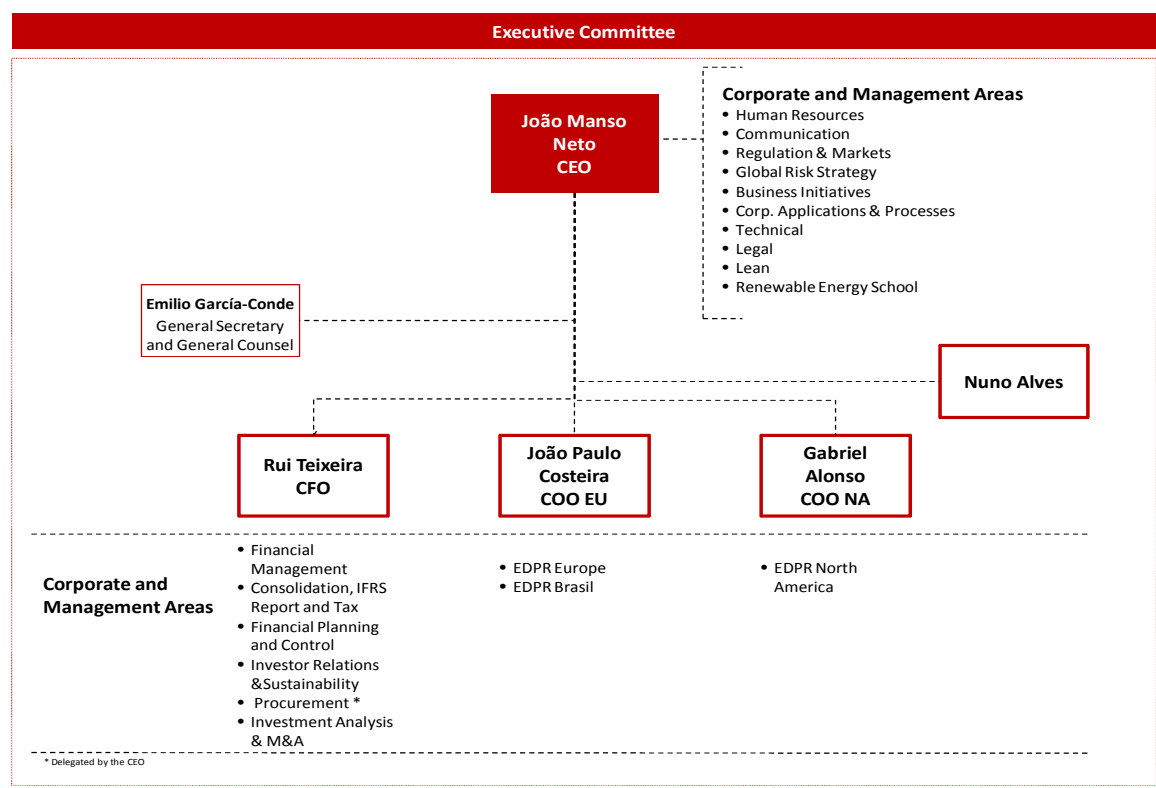 Executive Committee
João Manso
Neto
CEO
Corporate and Management Areas
• Human Resources
• Communication
• Regulation & Markets
• Global Risk Strategy
• Business Initiatives
• Corp. Applications & Processes
• Technical
• Legal
• Lean
• Renewable Energy School
Emilio García-Conde
General Secretary
and General Counsel
Nuno Alves
Rui Teixeira
CFO
João Paulo
Costeira
COO EU
Gabriel
Alonso
COO NA
Corporate and
Management Areas
• Financial
Management
• Consolidation, IFRS
Report and Tax
• Financial Planning
and Control
• Investor Relations
&Sustainability
• Procurement *
• Investment Analysis
& M&A
• EDPR Europe
• EDPR Brasil
• EDPR North
America
* Delegated by the CEO